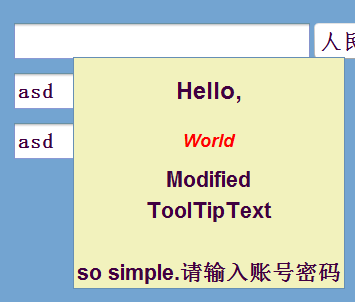 人民
asd
asd
Hello,
World
Modified
ToolTipText
so simple.请输入账号密码